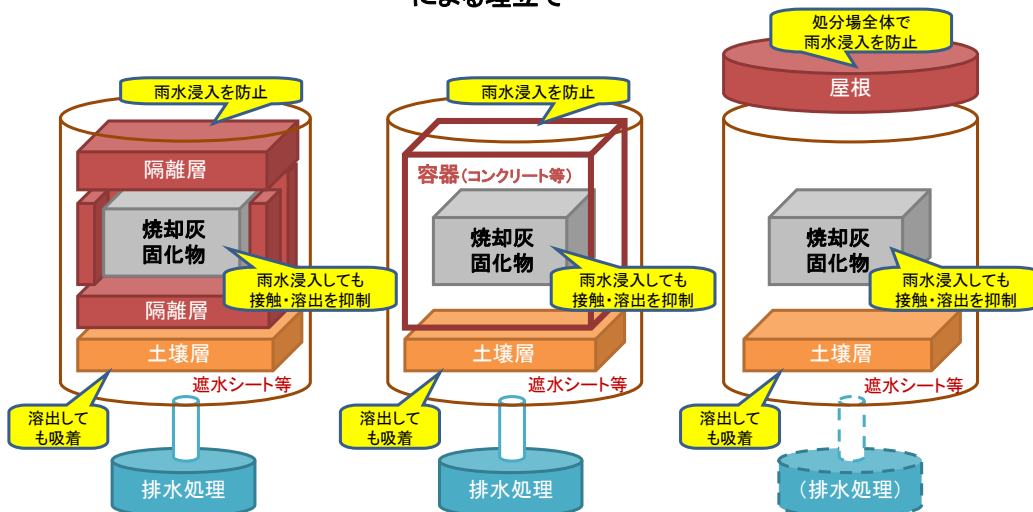 による埋立て
雨水浸入を防止
隔離層
焼却灰
固化物
雨水浸入しても
接触・溶出を抑制
隔離層
土壌層
遮水シート等
溶出して
も吸着
排水処理
雨水浸入を防止
容器(コンクリート等)
焼却灰
固化物
雨水浸入しても
接触・溶出を抑制
土壌層
遮水シート等
溶出して
も吸着
排水処理
処分場全体で
雨水浸入を防止
屋根
焼却灰
固化物
雨水浸入しても
接触・溶出を抑制
土壌層
遮水シート等
溶出して
も吸着
(排水処理)